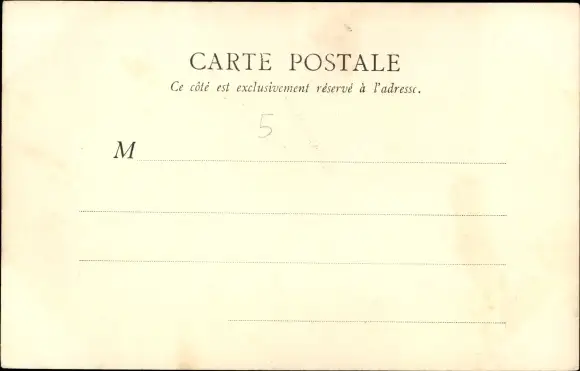 CARTE POSTALE
Ce côté est exclusivement réservé à l'adresse.
5
M